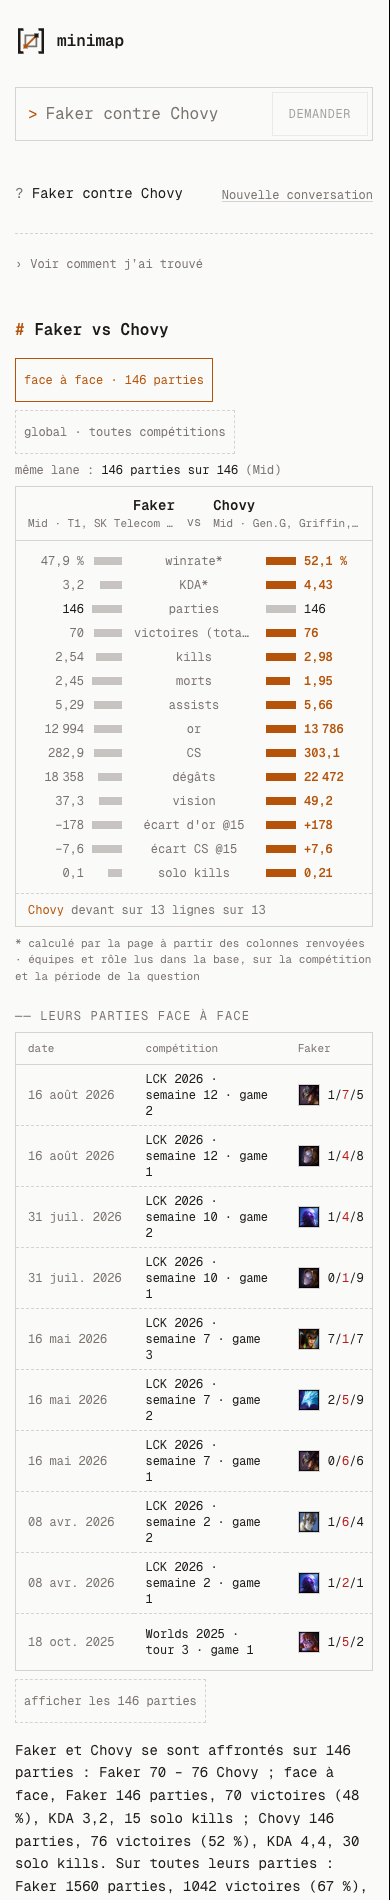 minimap
> Faker contre Chovy DEMANDER
? Faker contre Chovy Nouvelle conversation
› Voir comment j'ai trouvé
# Faker vs Chovy
face à face · 146 parties
global · toutes compétitions
même lane : 146 parties sur 146 (Mid)
Faker Chovy
Mid · T1, SK Telecom … vs Mid · Gen.G, Griffin,…
47,9 % winrate* 52,1 %
3,2 KDA* 4,43
146 parties 146
70 victoires (tota… 76
2,54 kills 2,98
2,45 morts 1,95
5,29 assists 5,66
12 994 or 13 786
282,9 CS 303,1
18 358 dégâts 22 472
37,3 vision 49,2
−178 écart d'or @15 +178
−7,6 écart CS @15 +7,6
0,1 solo kills 0,21
Chovy devant sur 13 lignes sur 13
* calculé par la page à partir des colonnes renvoyées
· équipes et rôle lus dans la base, sur la compétition
et la période de la question
—— LEURS PARTIES FACE À FACE
date compétition Faker
LCK 2026 ·
16 août 2026 semaine 12 · game 1/7/5
2
LCK 2026 ·
16 août 2026 semaine 12 · game 1/4/8
1
LCK 2026 ·
31 juil. 2026 semaine 10 · game 1/4/8
2
LCK 2026 ·
31 juil. 2026 semaine 10 · game 0/1/9
1
LCK 2026 ·
16 mai 2026 semaine 7 · game 7/1/7
3
LCK 2026 ·
16 mai 2026 semaine 7 · game 2/5/9
2
LCK 2026 ·
16 mai 2026 semaine 7 · game 0/6/6
1
LCK 2026 ·
08 avr. 2026 semaine 2 · game 1/6/4
2
LCK 2026 ·
08 avr. 2026 semaine 2 · game 1/2/1
1
Worlds 2025 ·
18 oct. 2025 tour 3 · game 1 1/5/2
afficher les 146 parties
Faker et Chovy se sont affrontés sur 146
parties : Faker 70 – 76 Chovy ; face à
face, Faker 146 parties, 70 victoires (48
%), KDA 3,2, 15 solo kills ; Chovy 146
parties, 76 victoires (52 %), KDA 4,4, 30
solo kills. Sur toutes leurs parties :
Faker 1560 parties, 1042 victoires (67 %),